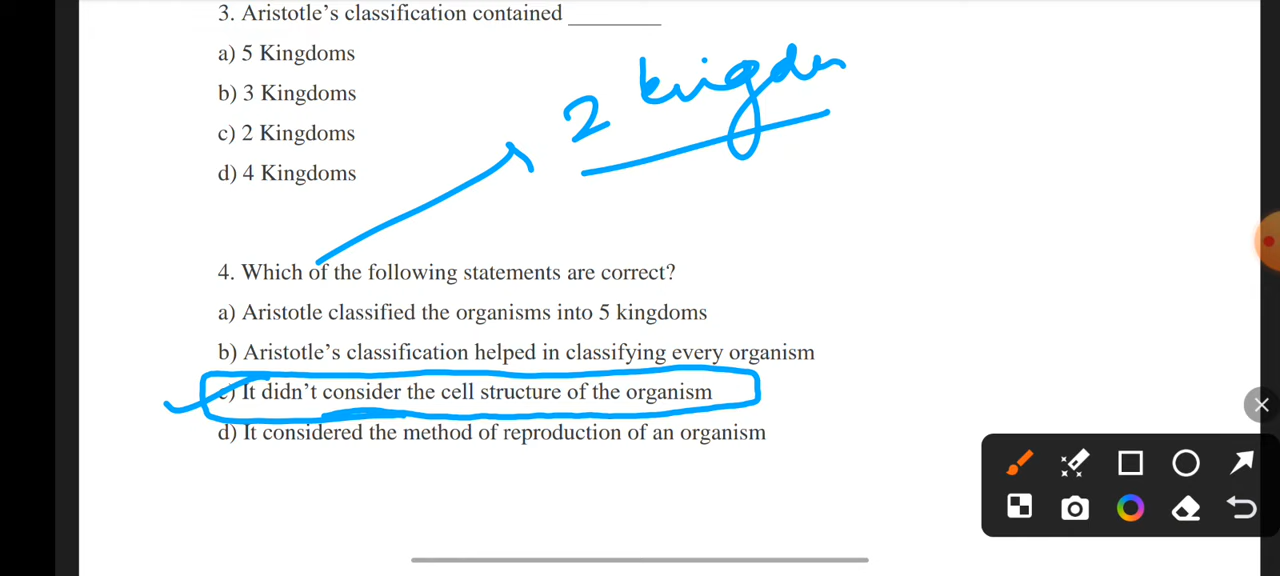 3. Aristotle's classification contained ________
a) 5 Kingdoms
b) 3 Kingdoms
c) 2 Kingdoms
d) 4 Kingdoms
2 kingdm
4. Which of the following statements are correct?
a) Aristotle classified the organisms into 5 kingdoms
b) Aristotle's classification helped in classifying every organism
c) It didn't consider the cell structure of the organism
d) It considered the method of reproduction of an organism